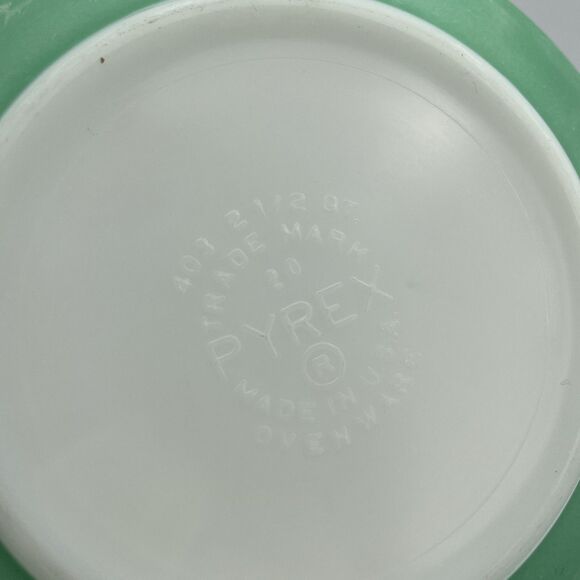 403 2 1/2 QT.
TRADE MARK
20
PYREX
®
MADE IN U.S.A.
OVENWARE